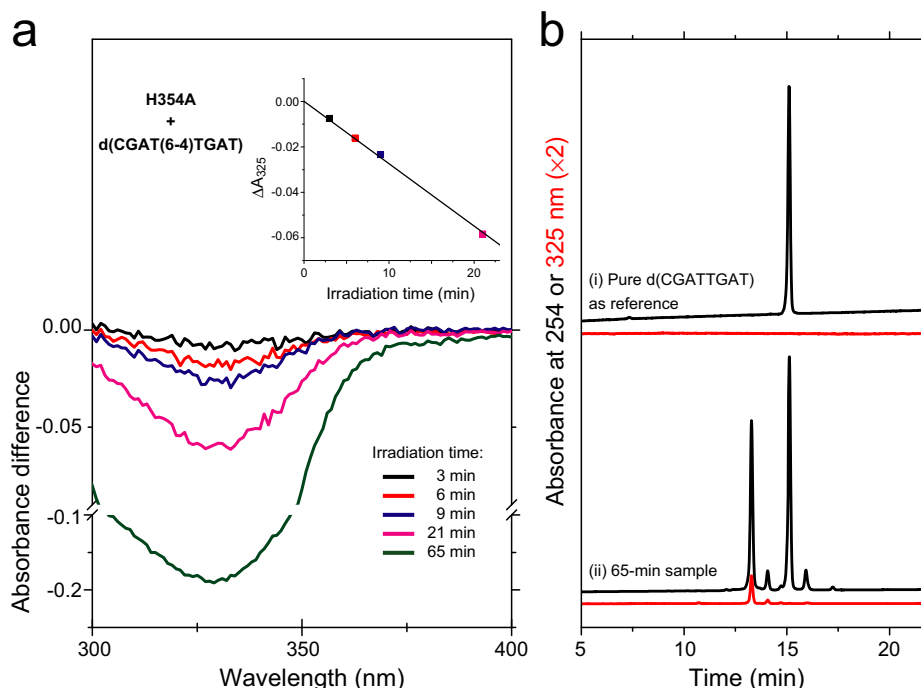 a
H354A
+
d(CGAT(6-4)TGAT)
0.00
-0.02
-0.04
-0.06
ΔA325
0
10
20
Irradiation time (min)
0.00
-0.05
-0.1
-0.2
Absorbance difference
Irradiation time:
3 min
6 min
9 min
21 min
65 min
300
350
400
Wavelength (nm)
b
Absorbance at 254 or 325 nm (×2)
(i) Pure d(CGATTGAT)
as reference
(ii) 65-min sample
5
10
15
20
Time (min)